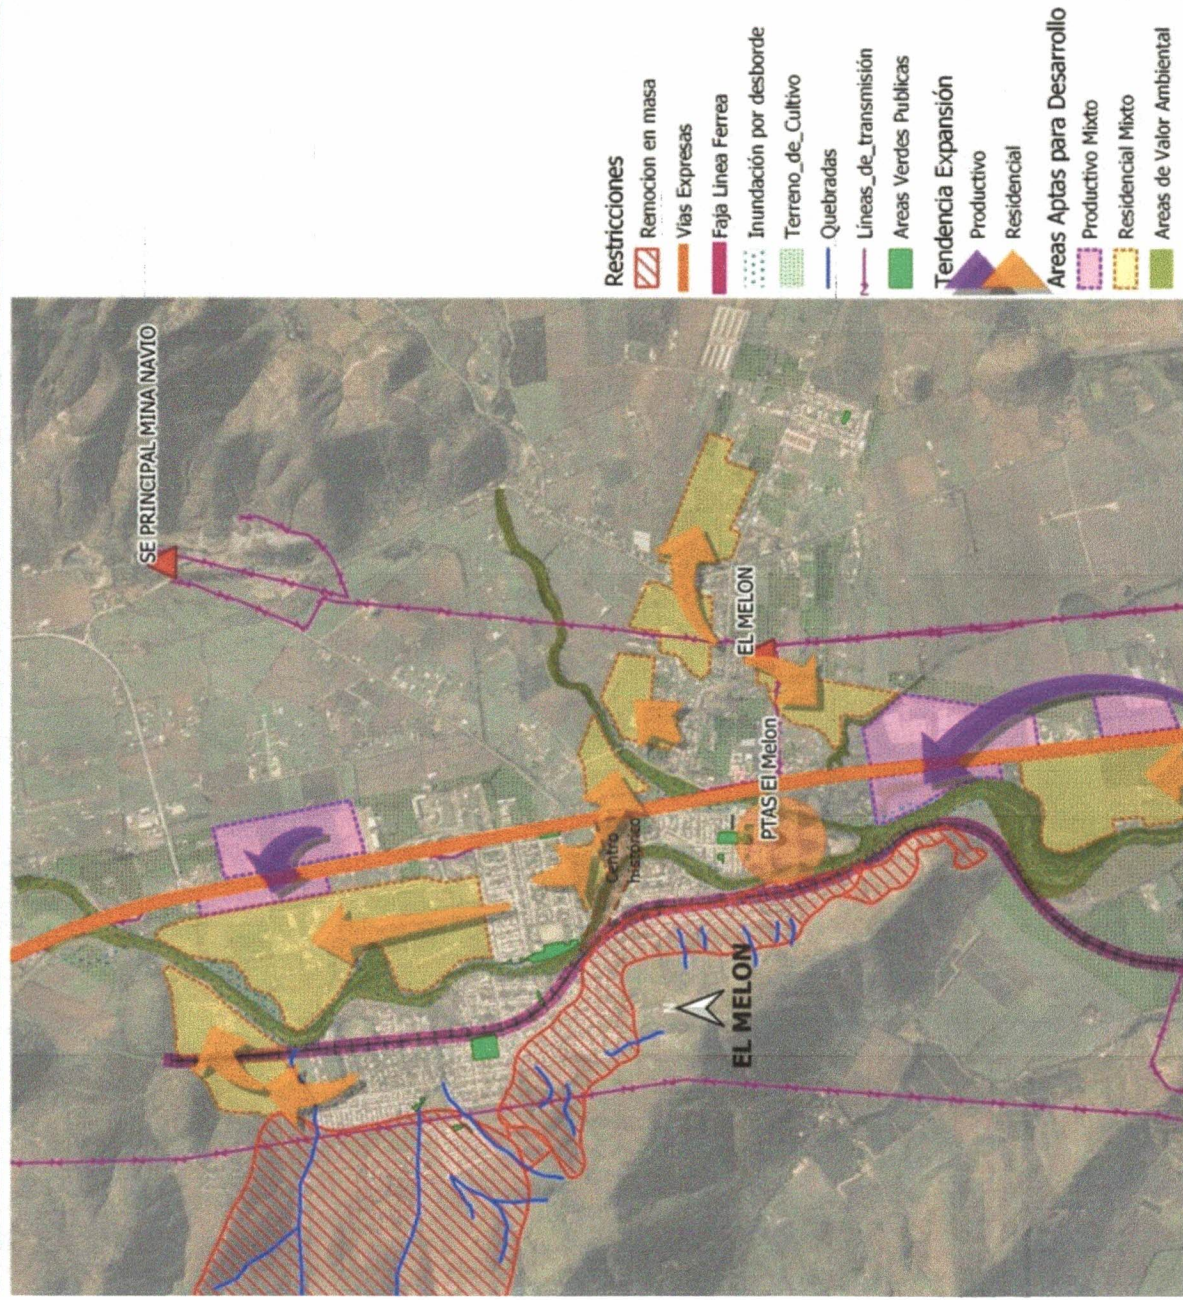 SE PRINCIPAL MINA NAVIO
EL MELON
PTAS El Melon
Centro
historico
EL MELON
Restricciones
Remocion en masa
Vias Expresas
Faja Linea Ferrea
Inundación por desborde
Terreno_de_Cultivo
Quebradas
Líneas_de_transmisión
Areas Verdes Publicas
Tendencia Expansión
Productivo
Residencial
Areas Aptas para Desarrollo
Productivo Mixto
Residencial Mixto
Areas de Valor Ambiental